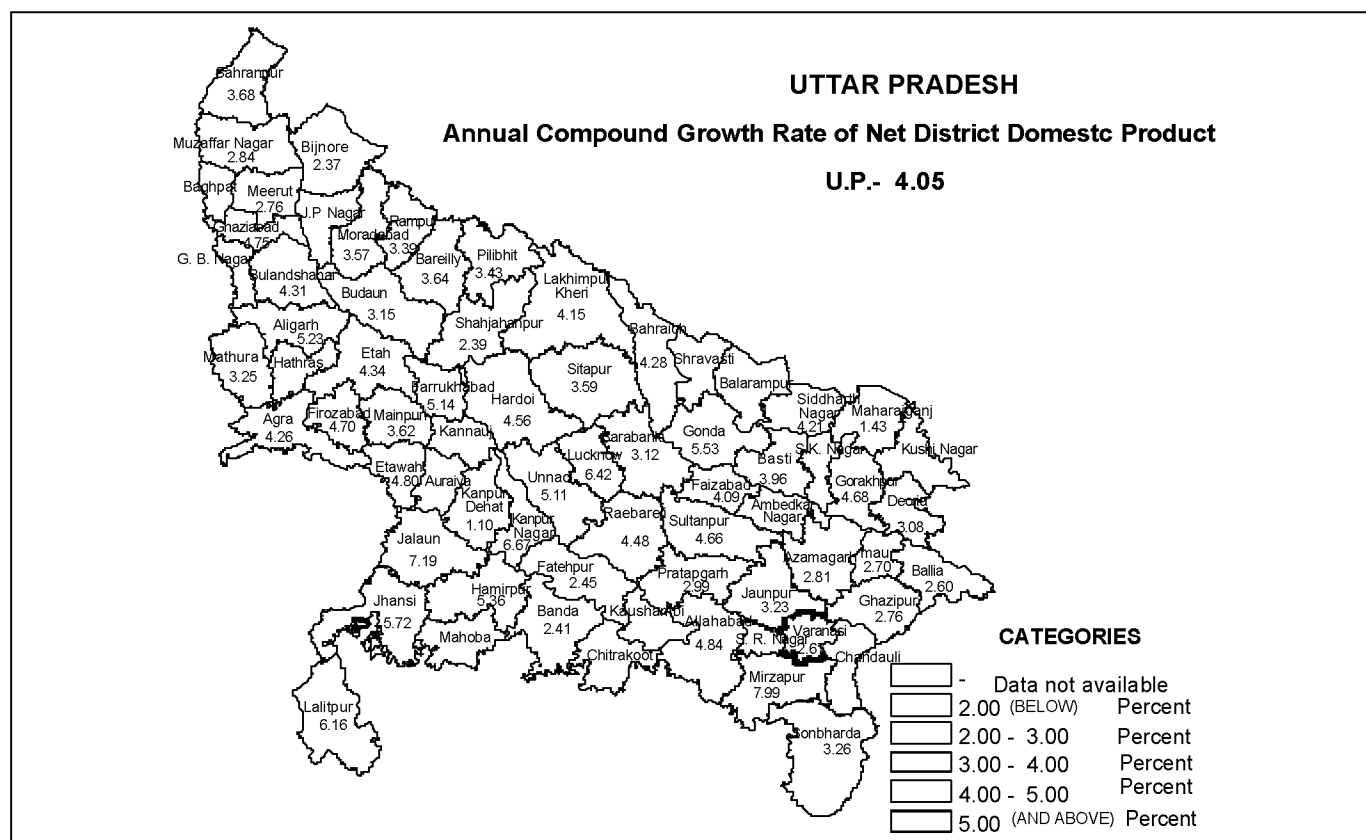 UTTAR PRADESH
Annual Compound Growth Rate of Net District Domestc Product
U.P.- 4.05
Sahranpur
3.68
Muzaffar Nagar
2.84
Bijnore
2.37
Baghpat
Meerut
2.76
J.P Nagar
Ghaziabad
4.75
Moradabad
3.57
Rampu
3.39
G. B. Nagar
Bulandshahar
4.31
Bareilly
3.64
Pilibhit
3.43
Budaun
3.15
Lakhimpur
Kheri
4.15
Aligarh
5.23
Shahjahanpur
2.39
Bahraich
4.28
Mathura
3.25
Hathras
Etah
4.34
Sitapur
3.59
Shravasti
Balarampur
Farrukhabad
5.14
Hardoi
4.56
Siddharth
Nagar
4.21
Maharajganj
1.43
Agra
4.26
Firozabad
4.70
Mainpuri
3.62
Kannauj
Gonda
5.53
Kushi Nagar
Lucknow
6.42
Barabanki
3.12
Basti
3.96
S.K. Nagar
Etawah
4.80
Auraiya
Unnao
5.11
Faizabad
4.09
Gorakhpur
4.68
Deoria
3.08
Kanpur
Dehat
1.10
Kanpur
Nagar
6.67
Raebareli
4.48
Sultanpur
4.66
Ambedkar
Nagar
Jalaun
7.19
Azamagarh
2.81
mau
2.70
Ballia
2.60
Fatehpur
2.45
Pratapgarh
2.99
Jaunpur
3.23
Ghazipur
2.76
Jhansi
5.72
Hamirpur
5.36
Banda
2.41
Kaushambi
Allahabad
4.84
Mahoba
S. R. Nagar
Varanasi
2.61
Chandauli
Chitrakoot
Mirzapur
7.99
Lalitpur
6.16
Sonbharda
3.26
CATEGORIES
- Data not available
2.00 (BELOW) Percent
2.00 - 3.00 Percent
3.00 - 4.00 Percent
4.00 - 5.00 Percent
5.00 (AND ABOVE) Percent